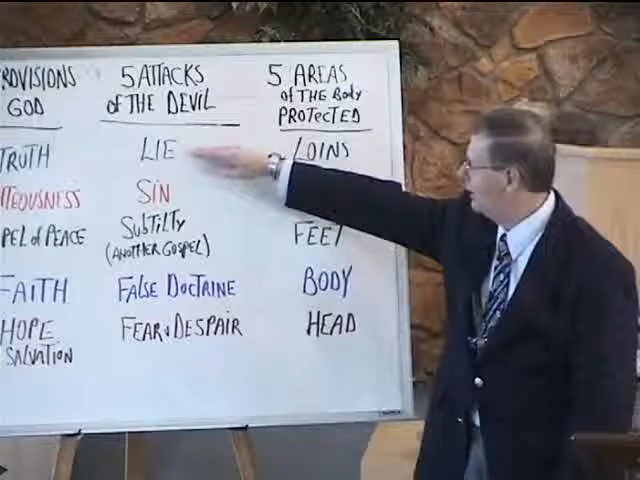 ROVISIONS 5 ATTACKS 5 AREAS
GOD OF THE DEVIL OF THE BODY
PROTECTED
TRUTH LIE LOINS
TEOUSNESS SIN
PEL OF PEACE SUBTILTY FEET
(ANOTHER GOSPEL)
FAITH FALSE DOCTRINE BODY
HOPE FEAR & DESPAIR HEAD
SALVATION